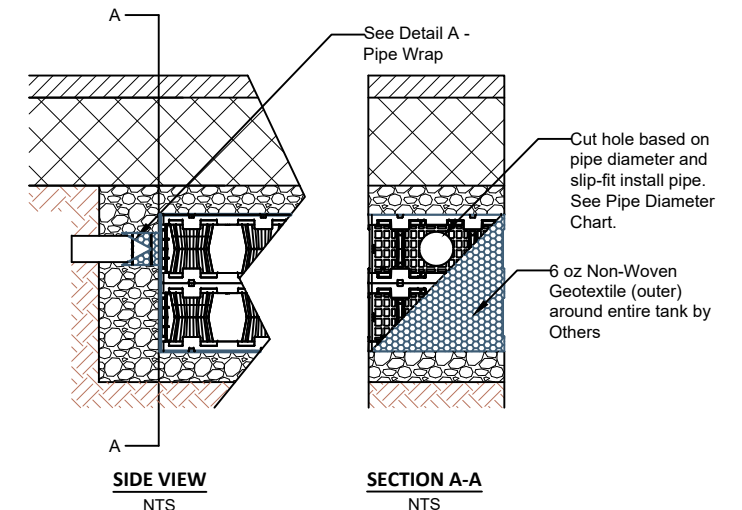 A
See Detail A -
Pipe Wrap
Cut hole based on
pipe diameter and
slip-fit install pipe.
See Pipe Diameter
Chart.
6 oz Non-Woven
Geotextile (outer)
around entire tank by
Others
A
SIDE VIEW
NTS
SECTION A-A
NTS